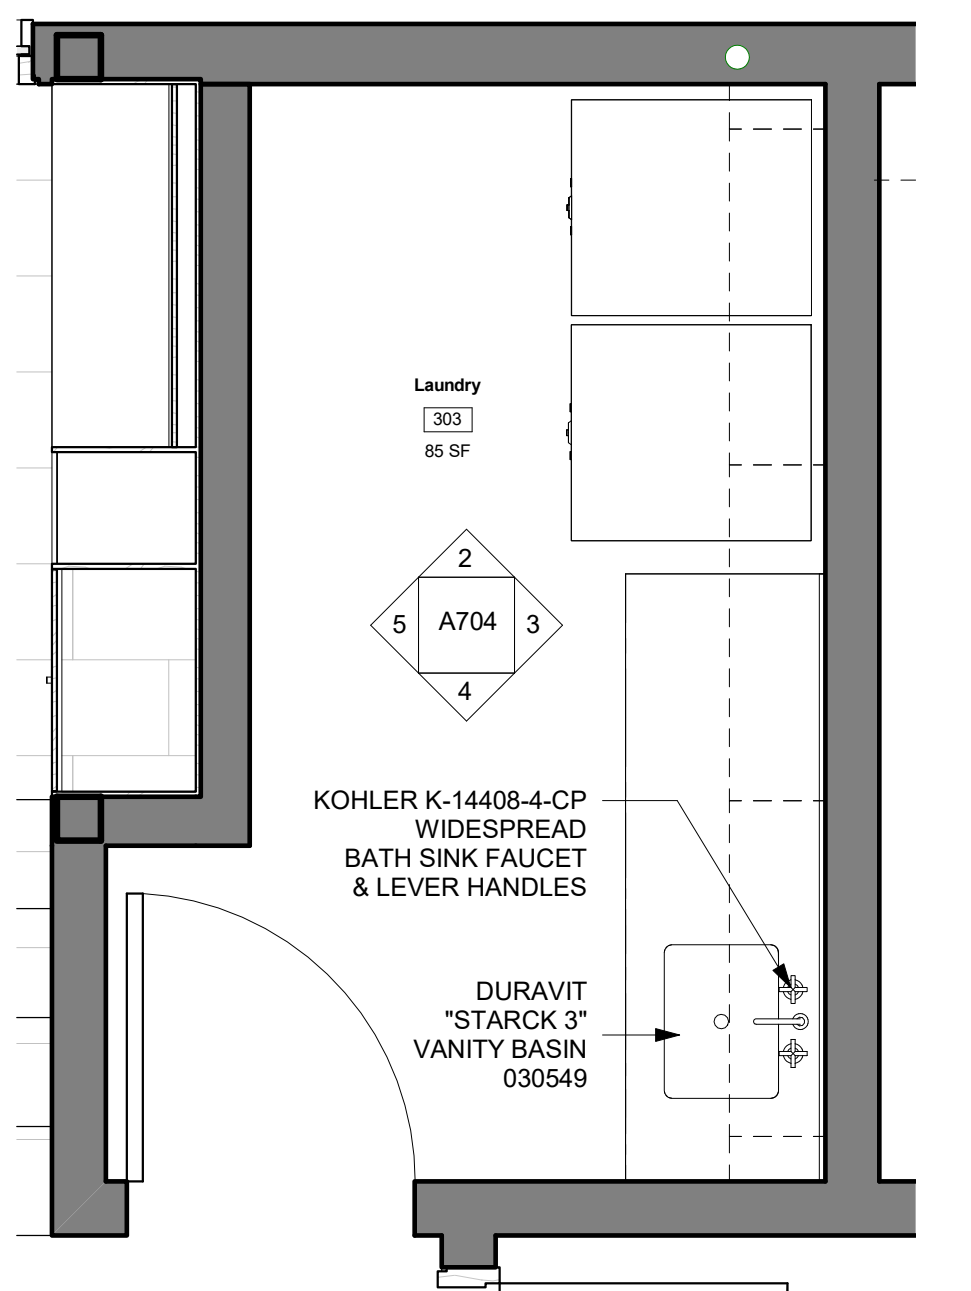 Laundry
303
85 SF
2
5
A704
3
4
KOHLER K-14408-4-CP
WIDESPREAD
BATH SINK FAUCET
& LEVER HANDLES
DURAVIT
"STARCK 3"
VANITY BASIN
030549